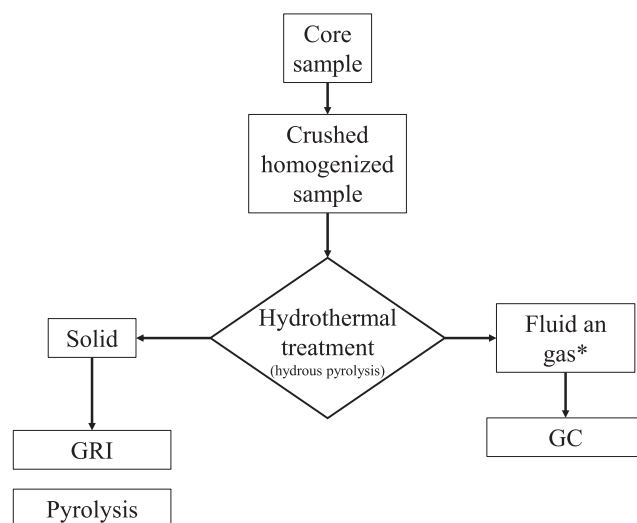 Core
sample
Crushed
homogenized
sample
Hydrothermal
treatment
(hydrous pyrolysis)
Solid
Fluid an
gas*
GRI
GC
Pyrolysis